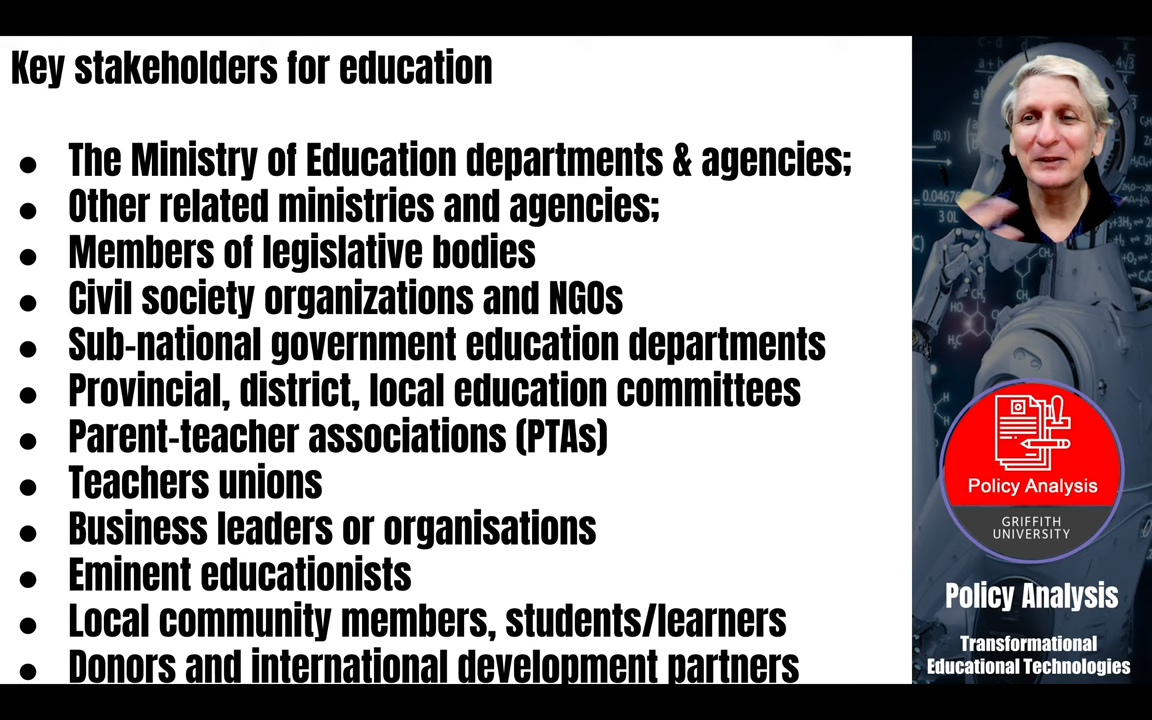 Key stakeholders for education
● The Ministry of Education departments & agencies;
● Other related ministries and agencies;
● Members of legislative bodies
● Civil society organizations and NGOs
● Sub-national government education departments
● Provincial, district, local education committees
● Parent-teacher associations (PTAs)
● Teachers unions
● Business leaders or organisations
● Eminent educationists
● Local community members, students/learners
● Donors and international development partners
Policy Analysis
GRIFFITH
UNIVERSITY
Policy Analysis
Transformational
Educational Technologies